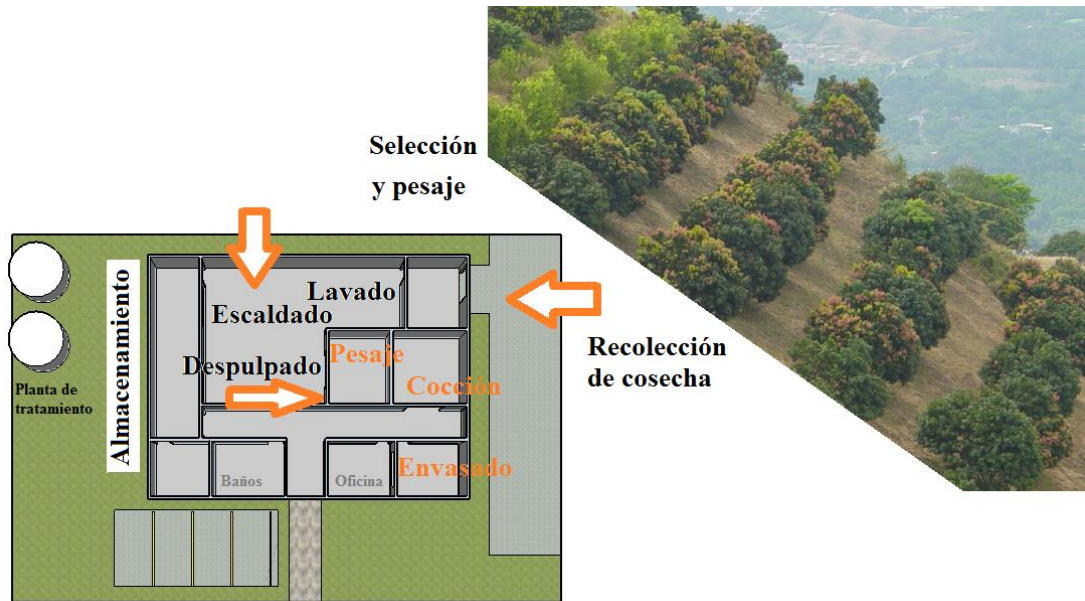 Selección
y pesaje
Lavado
Escaldado
Recolección
de cosecha
Pesaje
Despulpado
Cocción
Planta de
tratamiento
Almacenamiento
Envasado
Baños
Oficina